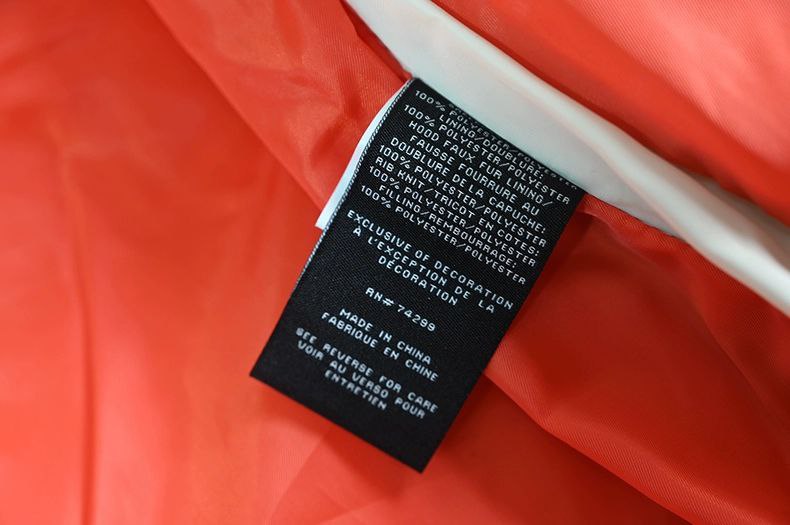 100% POLYESTER/POLYESTER
LINING/DOUBLURE:
100% POLYESTER/POLYESTER
HOOD FAUX FUR LINING/
FAUSSE FOURRURE AU
DOUBLURE DE LA CAPUCHE:
100% POLYESTER/POLYESTER
RIB KNIT/TRICOT EN COTES:
100% POLYESTER/POLYESTER
FILLING/REMBOURRAGE:
100% POLYESTER/POLYESTER
EXCLUSIVE OF DECORATION
À L'EXCEPTION DE LA
DÉCORATION
RN# 74299
MADE IN CHINA
FABRIQUE EN CHINE
SEE REVERSE FOR CARE
VOIR AU VERSO POUR
ENTRETIEN